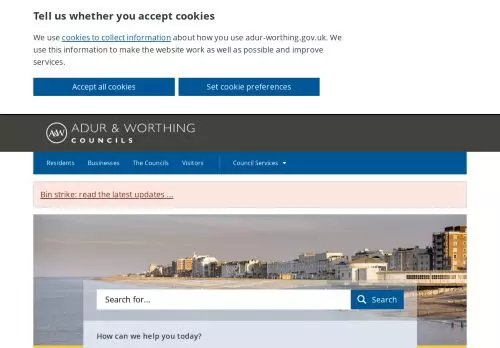 Tell us whether you accept cookies
We use cookies to collect information about how you use adur-worthing.gov.uk. We
use this information to make the website work as well as possible and improve
services.
Accept all cookies
Set cookie preferences
A&W ADUR & WORTHING
COUNCILS
Residents Businesses The Councils Visitors Council Services
Bin strike: read the latest updates ...
Search for... Search
How can we help you today?